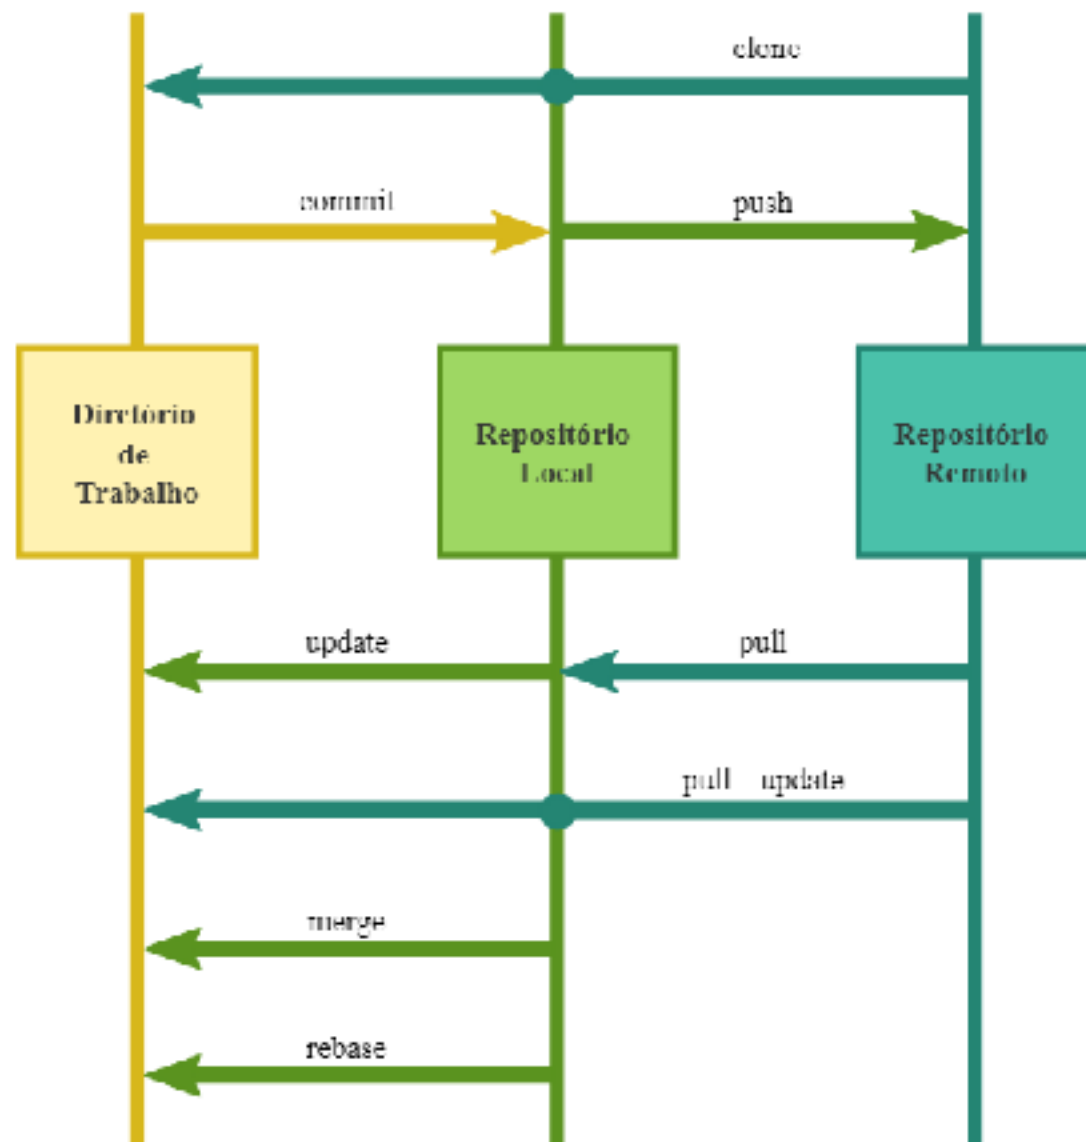 clone
commit
push
Diretório
de
Trabalho
Repositório
Local
Repositório
Remoto
update
pull
pull update
merge
rebase